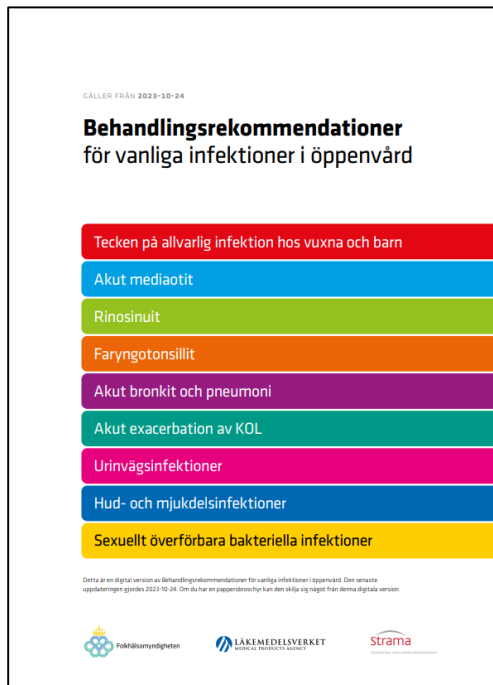 GÄLLER FRÅN 2023-10-24
Behandlingsrekommendationer
för vanliga infektioner i öppenvård
Tecken på allvarlig infektion hos vuxna och barn
Akut mediaotit
Rinosinuit
Faryngotonsillit
Akut bronkit och pneumoni
Akut exacerbation av KOL
Urinvägsinfektioner
Hud- och mjukdelsinfektioner
Sexuellt överförbara bakteriella infektioner
Detta är en digital version av Behandlingsrekommendationer för vanliga infektioner i öppenvård. Den senaste
uppdateringen gjordes 2023-10-24. Om du har en pappersbroschyr kan den skilja sig något från denna digitala version.
Folkhälsomyndigheten
LÄKEMEDELSVERKET
MEDICAL PRODUCTS AGENCY
Strama